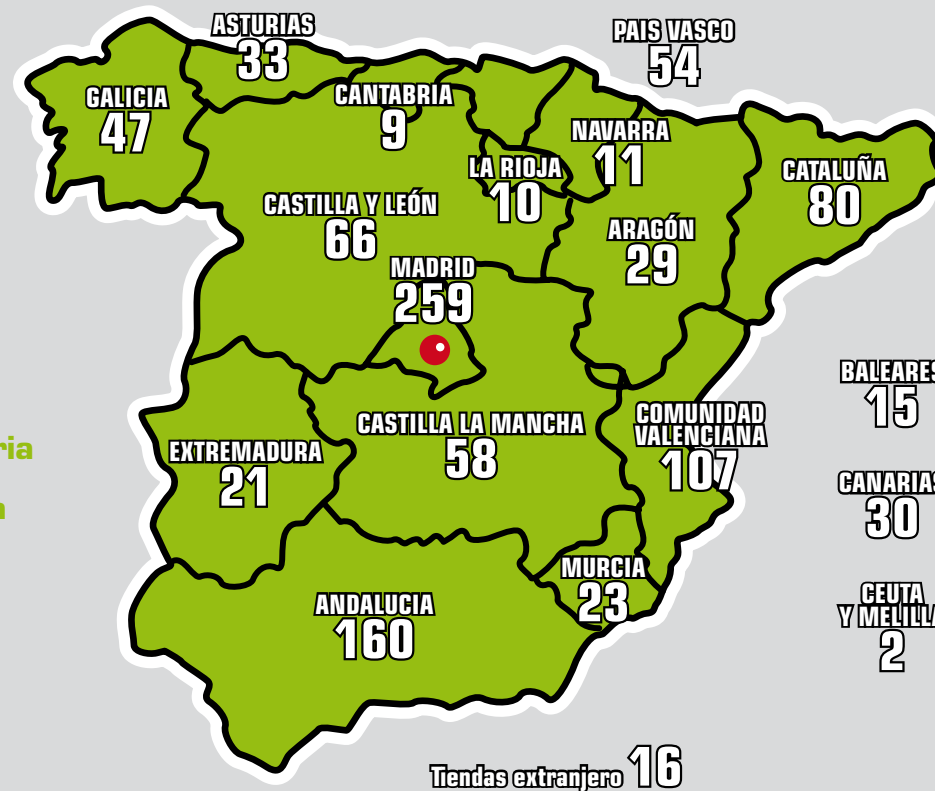 ASTURIAS
33
PAIS VASCO
54
GALICIA
47
CANTABRIA
9
NAVARRA
11
LA RIOJA
10
CATALUÑA
80
CASTILLA Y LEÓN
66
ARAGÓN
29
MADRID
259
BALEARES
15
COMUNIDAD
VALENCIANA
107
CASTILLA LA MANCHA
58
EXTREMADURA
21
CANARIAS
30
MURCIA
23
CEUTA
Y MELILLA
2
ANDALUCIA
160
Tiendas extranjero 16